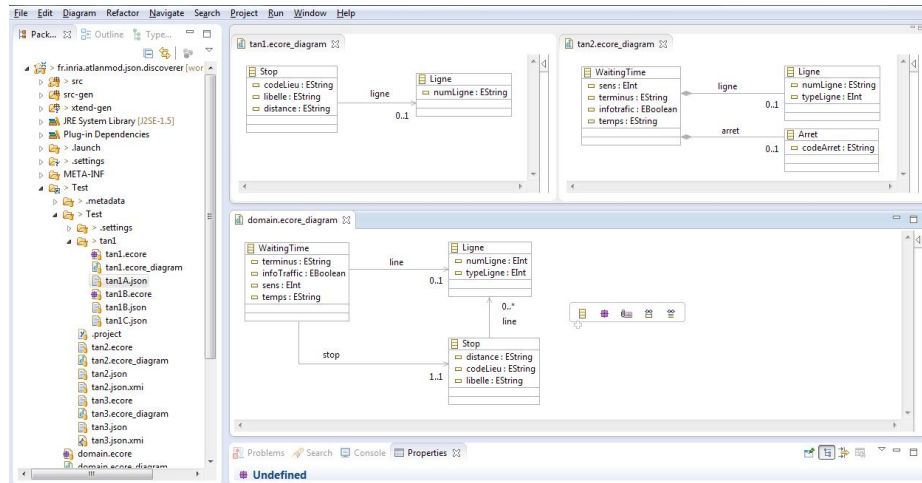 File Edit Diagram Refactor Navigate Search Project Run Window Help
Pack... Outline Type...
> fr.inria.atlanmod.json.discoverer [wor
> src
src-gen
> xtend-gen
JRE System Library [J2SE-1.5]
Plug-in Dependencies
> .launch
> .settings
META-INF
> Test
> .metadata
> Test
> .settings
> tan1
tan1.ecore
tan1.ecore_diagram
tan1A.json
tan1B.ecore
tan1B.json
tan1C.json
.project
tan2.ecore
tan2.ecore_diagram
tan2.json
tan2.json.xmi
tan3.ecore
tan3.ecore_diagram
tan3.json
tan3.json.xmi
domain.ecore
domain.ecore_diagram
tan1.ecore_diagram
Stop
codeLieu : EString
libelle : EString
distance : EString
ligne
0..1
Ligne
numLigne : EString
tan2.ecore_diagram
WaitingTime
sens : EInt
terminus : EString
infotrafic : EBoolean
temps : EString
ligne
0..1
Ligne
numLigne : EString
typeLigne : EInt
arret
0..1
Arret
codeArret : EString
domain.ecore_diagram
WaitingTime
terminus : EString
infoTraffic : EBoolean
sens : EInt
temps : EString
line
0..1
Ligne
numLigne : EInt
typeLigne : EInt
0..*
line
stop
1..1
Stop
distance : EString
codeLieu : EString
libelle : EString
Problems Search Console Properties
Undefined